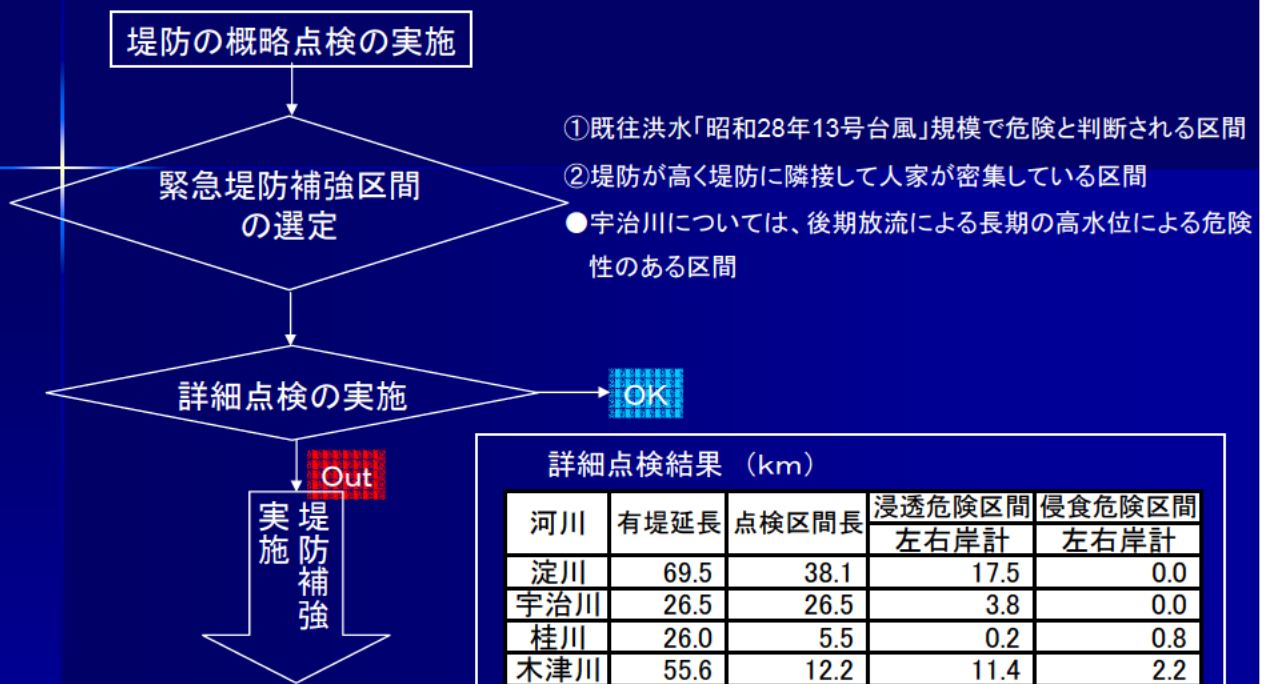 堤防の概略点検の実施
①既往洪水「昭和28年13号台風」規模で危険と判断される区間
②堤防が高く堤防に隣接して人家が密集している区間
●宇治川については、後期放流による長期の高水位による危険
性のある区間
緊急堤防補強区間
の選定
詳細点検の実施
OK
Out
堤防補強
実施
詳細点検結果 （km）
河川 有堤延長 点検区間長 浸透危険区間 侵食危険区間
左右岸計 左右岸計
淀川 69.5 38.1 17.5 0.0
宇治川 26.5 26.5 3.8 0.0
桂川 26.0 5.5 0.2 0.8
木津川 55.6 12.2 11.4 2.2